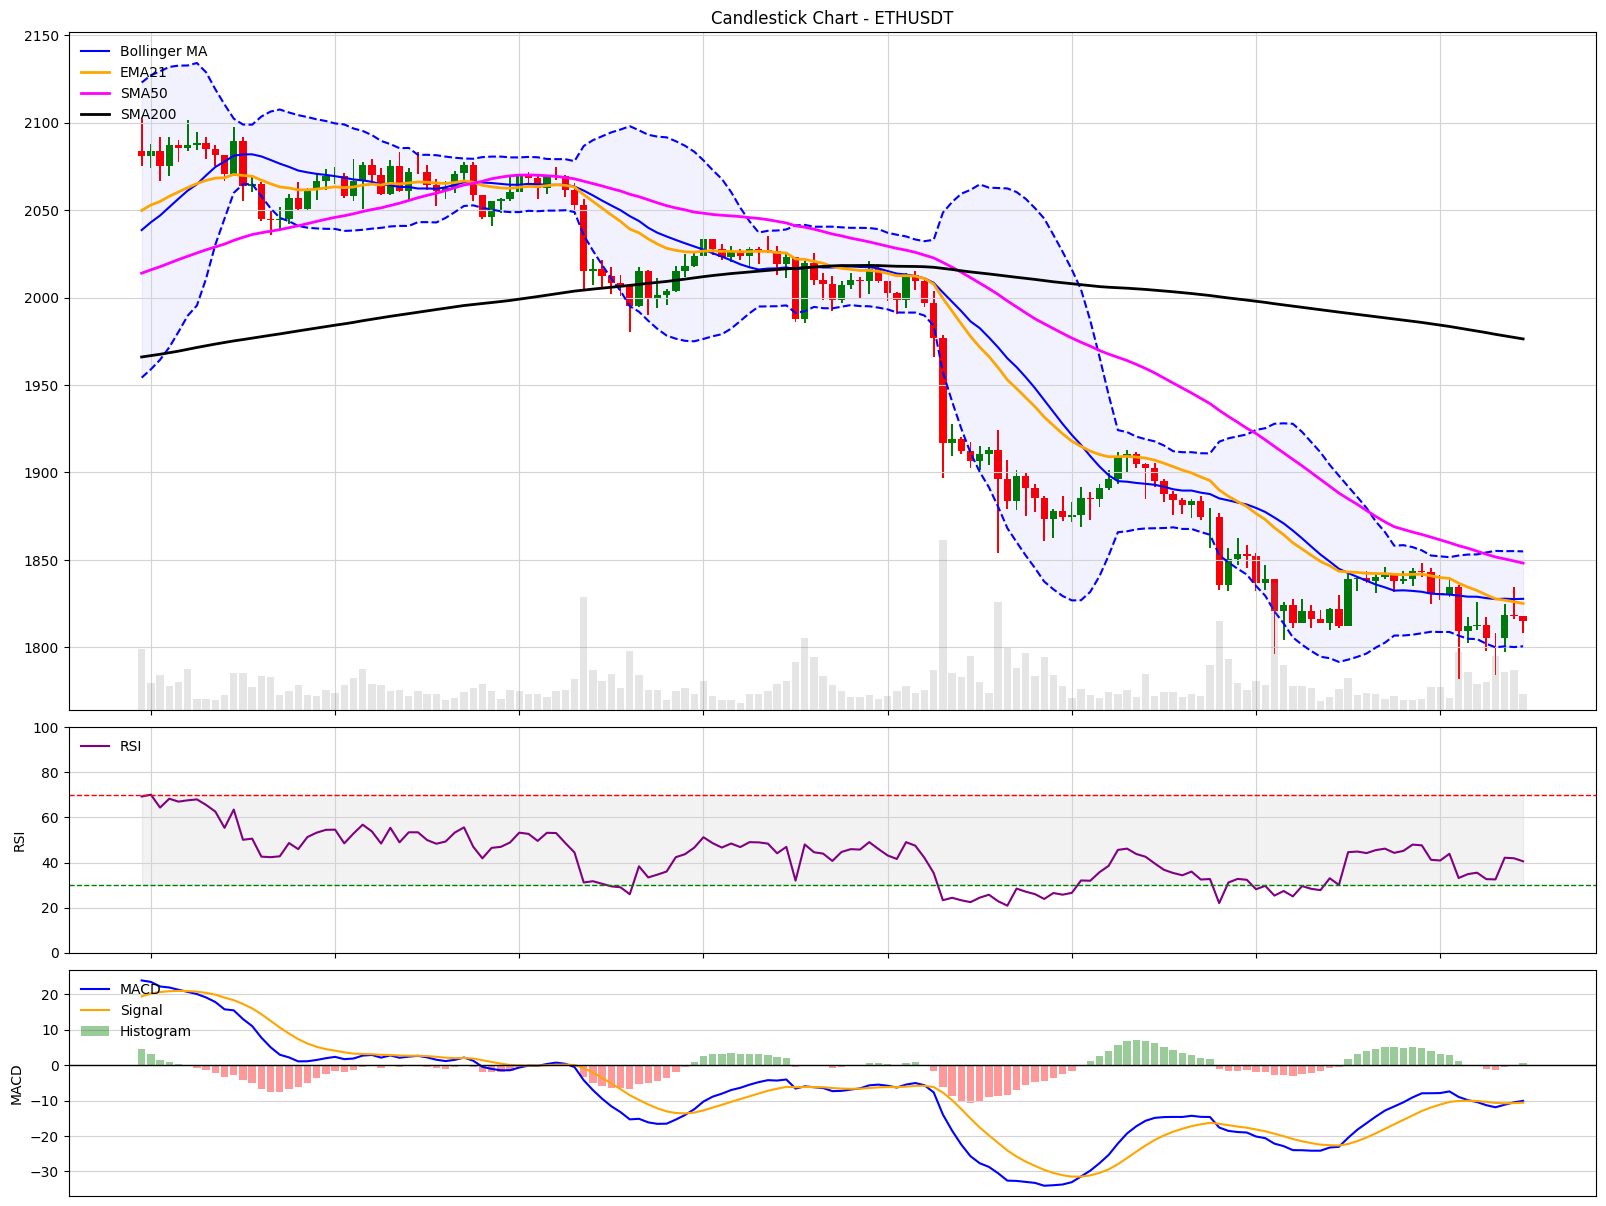 Candlestick Chart - ETHUSDT
2150
2100
2050
2000
1950
1900
1850
1800
Bollinger MA
EMA21
SMA50
SMA200
100
80
60
40
20
0
RSI
RSI
20
10
0
−10
−20
−30
MACD
MACD
Signal
Histogram